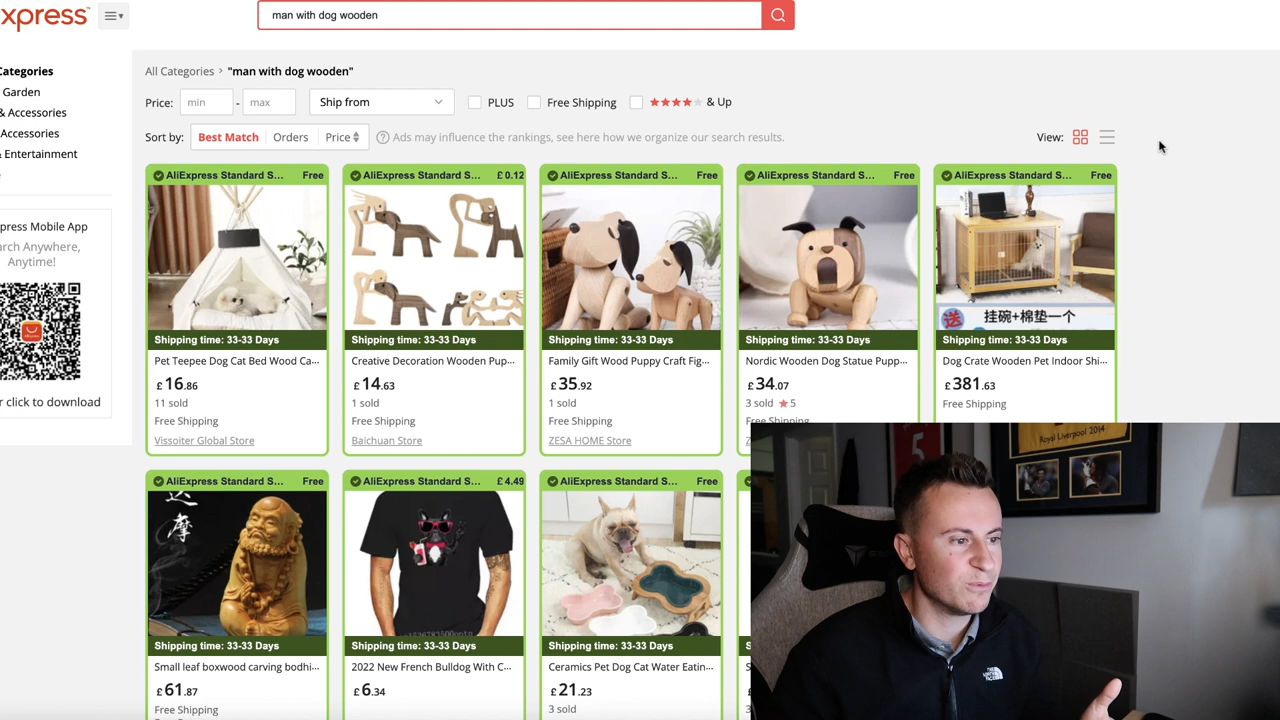 xpress™
man with dog wooden
Categories
Garden
& Accessories
Accessories
& Entertainment
press Mobile App
arch Anywhere,
Anytime!
r click to download
All Categories > "man with dog wooden"
Price: min - max Ship from PLUS Free Shipping & Up
Sort by: Best Match Orders Price Ads may influence the rankings, see here how we organize our search results. View:
AliExpress Standard S... Free
Shipping time: 33-33 Days
Pet Teepee Dog Cat Bed Wood Ca...
£ 16.86
11 sold
Free Shipping
Vissoiter Global Store
AliExpress Standard S... £ 0.12
Shipping time: 33-33 Days
Creative Decoration Wooden Pup...
£ 14.63
1 sold
Free Shipping
Baichuan Store
AliExpress Standard S... Free
Shipping time: 33-33 Days
Family Gift Wood Puppy Craft Fig...
£ 35.92
1 sold
Free Shipping
ZESA HOME Store
AliExpress Standard S... Free
Shipping time: 33-33 Days
Nordic Wooden Dog Statue Pupp...
£ 34.07
3 sold ★ 5
Free Shipping
Z
AliExpress Standard S... Free
挂碗+棉垫一个
送
Shipping time: 33-33 Days
Dog Crate Wooden Pet Indoor Shi...
£ 381.63
Free Shipping
AliExpress Standard S... Free
达
摩
Shipping time: 33-33 Days
Small leaf boxwood carving bodhi...
£ 61.87
Free Shipping
AliExpress Standard S... £ 4.49
Shipping time: 33-33 Days
2022 New French Bulldog With C...
£ 6.34
AliExpress Standard S... Free
Shipping time: 33-33 Days
Ceramics Pet Dog Cat Water Eatin...
£ 21.23
3 sold
S
3
5
Royal Liverpool 2014
THE
NORTH
FACE